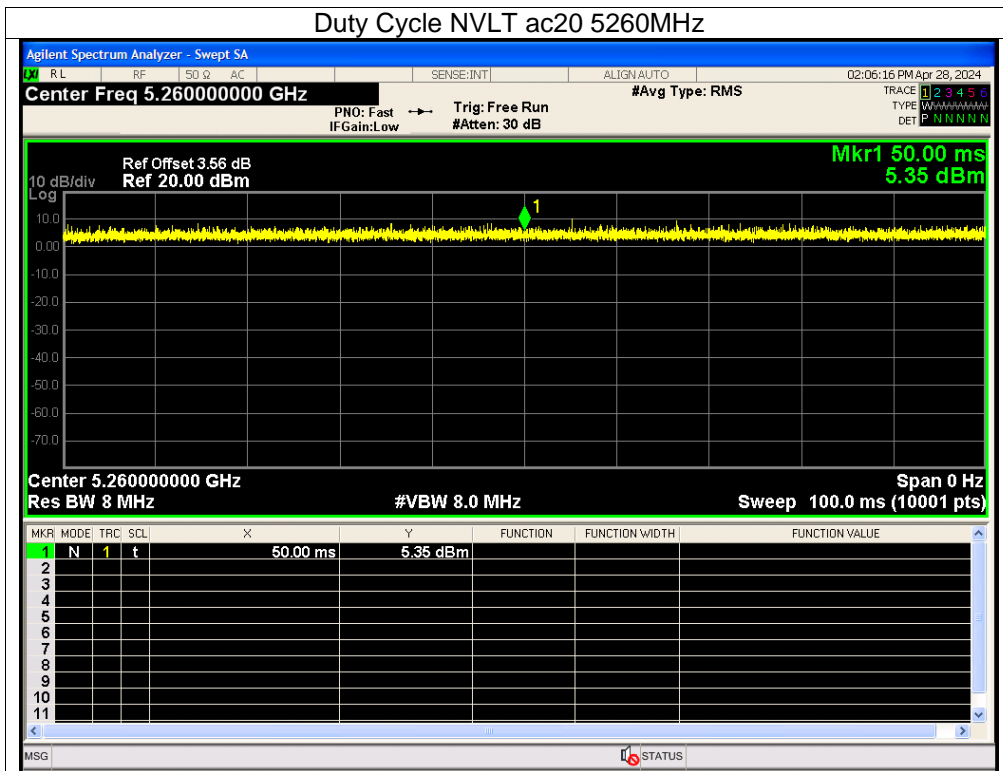 Duty Cycle NVLT ac20 5260MHz
Agilent Spectrum Analyzer - Swept SA
LXI RL RF 50 Ω AC SENSE:INT ALIGN AUTO 02:06:16 PM Apr 28, 2024
Center Freq 5.260000000 GHz #Avg Type: RMS TRACE 1 2 3 4 5 6
PNO: Fast Trig: Free Run TYPE WWWWWW
IFGain:Low #Atten: 30 dB DET P N N N N N
Mkr1 50.00 ms
Ref Offset 3.56 dB
10 dB/div Ref 20.00 dBm 5.35 dBm
Log
1
10.0
0.00
-10.0
-20.0
-30.0
-40.0
-50.0
-60.0
-70.0
Center 5.260000000 GHz Span 0 Hz
Res BW 8 MHz #VBW 8.0 MHz Sweep 100.0 ms (10001 pts)
MKR MODE TRC SCL X Y FUNCTION FUNCTION WIDTH FUNCTION VALUE
1 N 1 t 50.00 ms 5.35 dBm
2
3
4
5
6
7
8
9
10
11
MSG STATUS